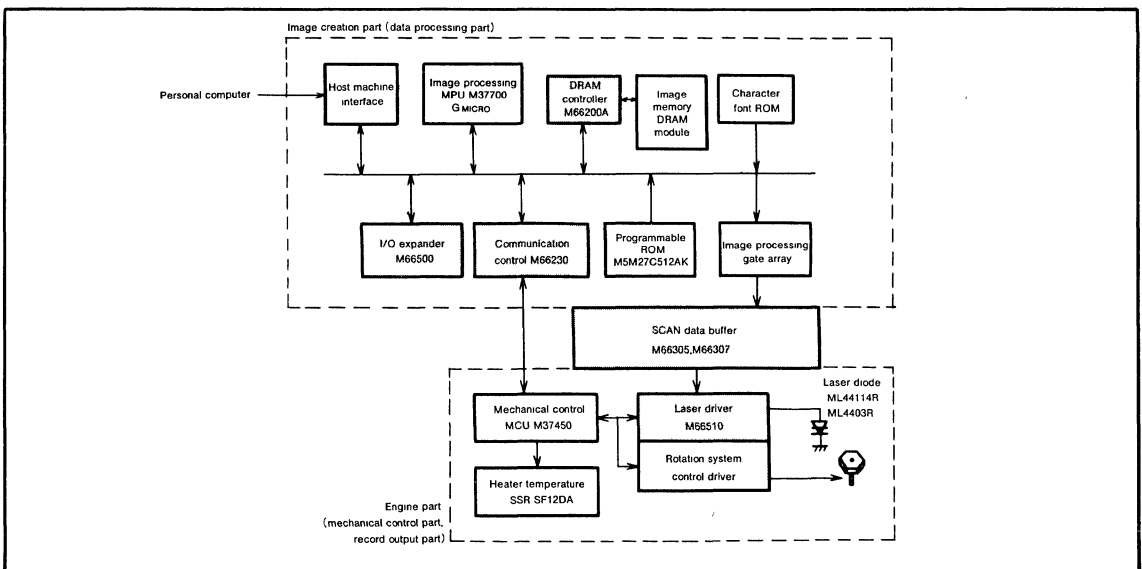 Image creation part (data processing part)
Personal computer
Host machine
interface
Image processing
MPU M37700
G MICRO
DRAM
controller
M66200A
Image
memory
DRAM
module
Character
font ROM
I/O expander
M66500
Communication
control M66230
Programmable
ROM
M5M27C512AK
Image processing
gate array
SCAN data buffer
M66305,M66307
Mechanical control
MCU M37450
Laser driver
M66510
Laser diode
ML44114R
ML4403R
Rotation system
control driver
Heater temperature
SSR SF12DA
Engine part
(mechanical control part,
record output part)